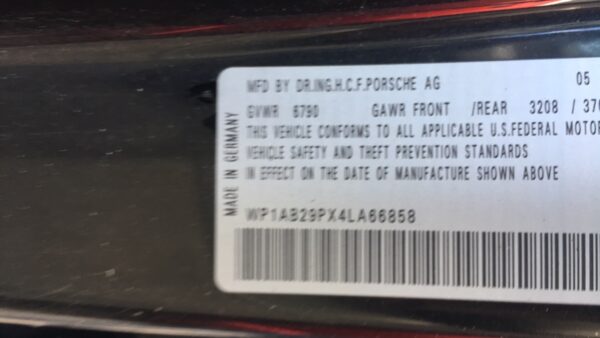 MFD BY DR.ING.H.C.F.PORSCHE AG 05
GVWR 6790 GAWR FRONT /REAR 3208 / 370
THIS VEHICLE CONFORMS TO ALL APPLICABLE U.S.FEDERAL MOTOR
VEHICLE SAFETY AND THEFT PREVENTION STANDARDS
IN EFFECT ON THE DATE OF MANUFACTURE SHOWN ABOVE
WP1AB29PX4LA66858
MADE IN GERMANY